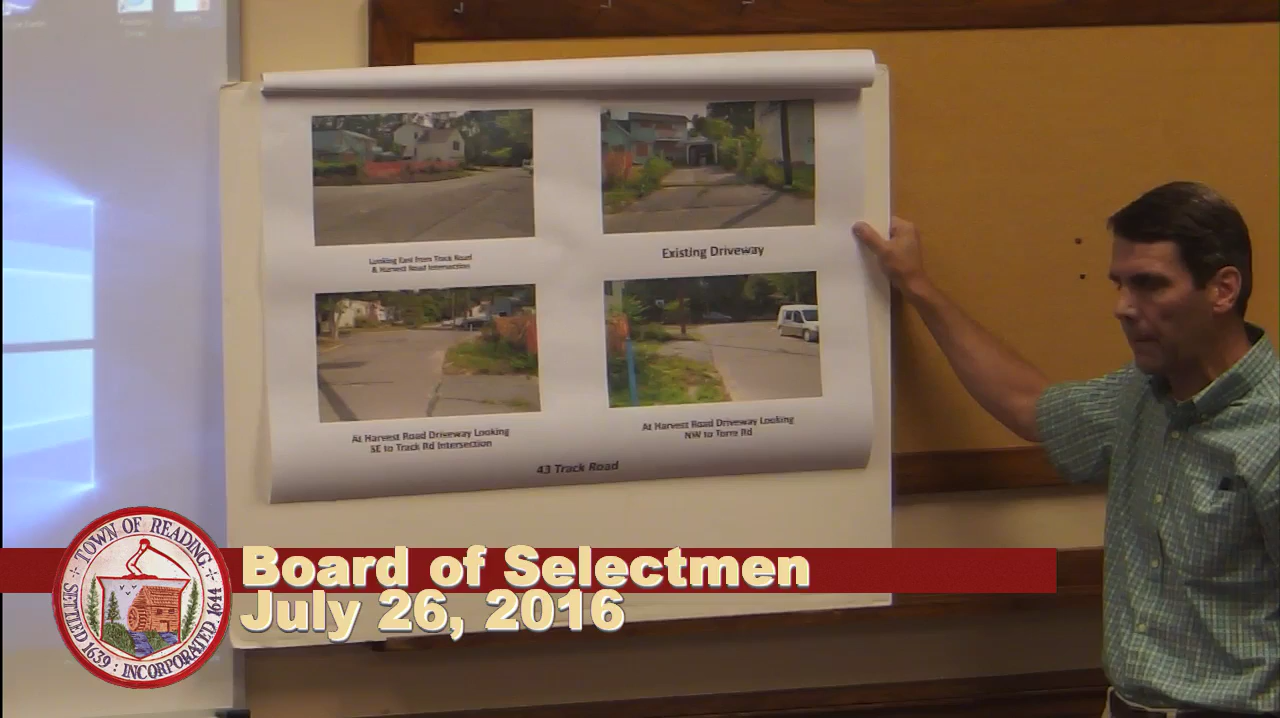 Looking East from Track Road
& Harvest Road Intersection
Existing Driveway
At Harvest Road Driveway Looking
SE to Track Rd Intersection
At Harvest Road Driveway Looking
NW to Torre Rd
43 Track Road
TOWN OF READING
SETTLED 1639 : INCORPORATED 1644
Board of Selectmen
July 26, 2016